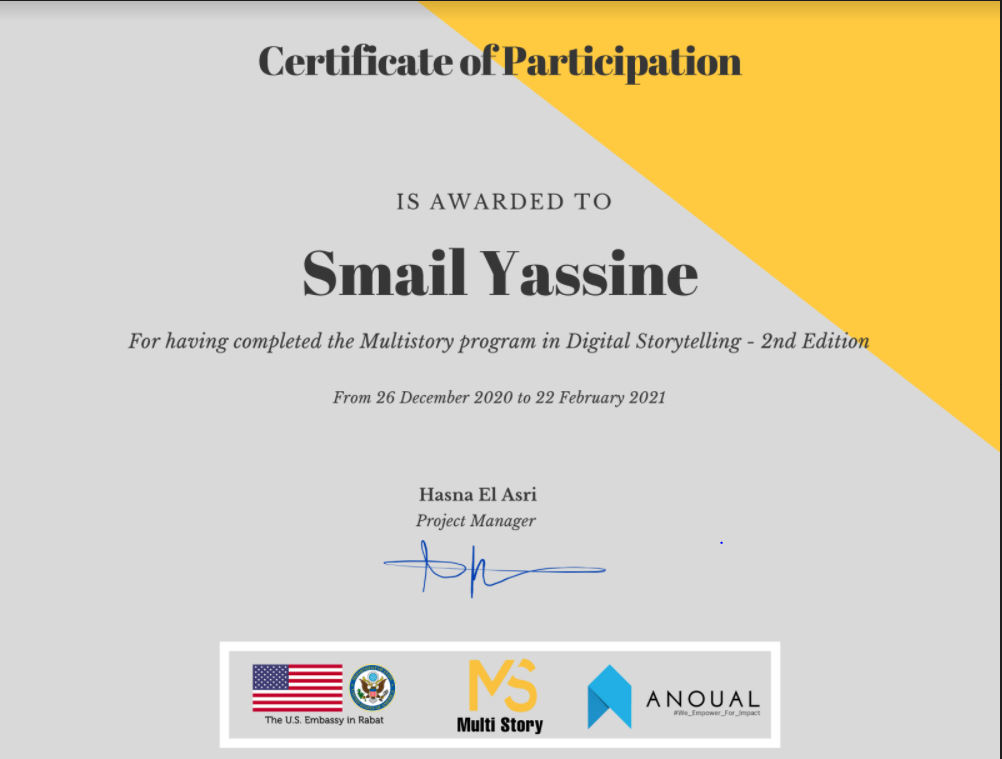 Certificate of Participation
IS AWARDED TO
Smail Yassine
For having completed the Multistory program in Digital Storytelling - 2nd Edition
From 26 December 2020 to 22 February 2021
Hasna El Asri
Project Manager
The U.S. Embassy in Rabat
MS
Multi Story
ANOUAL
#We_Empower_For_Impact